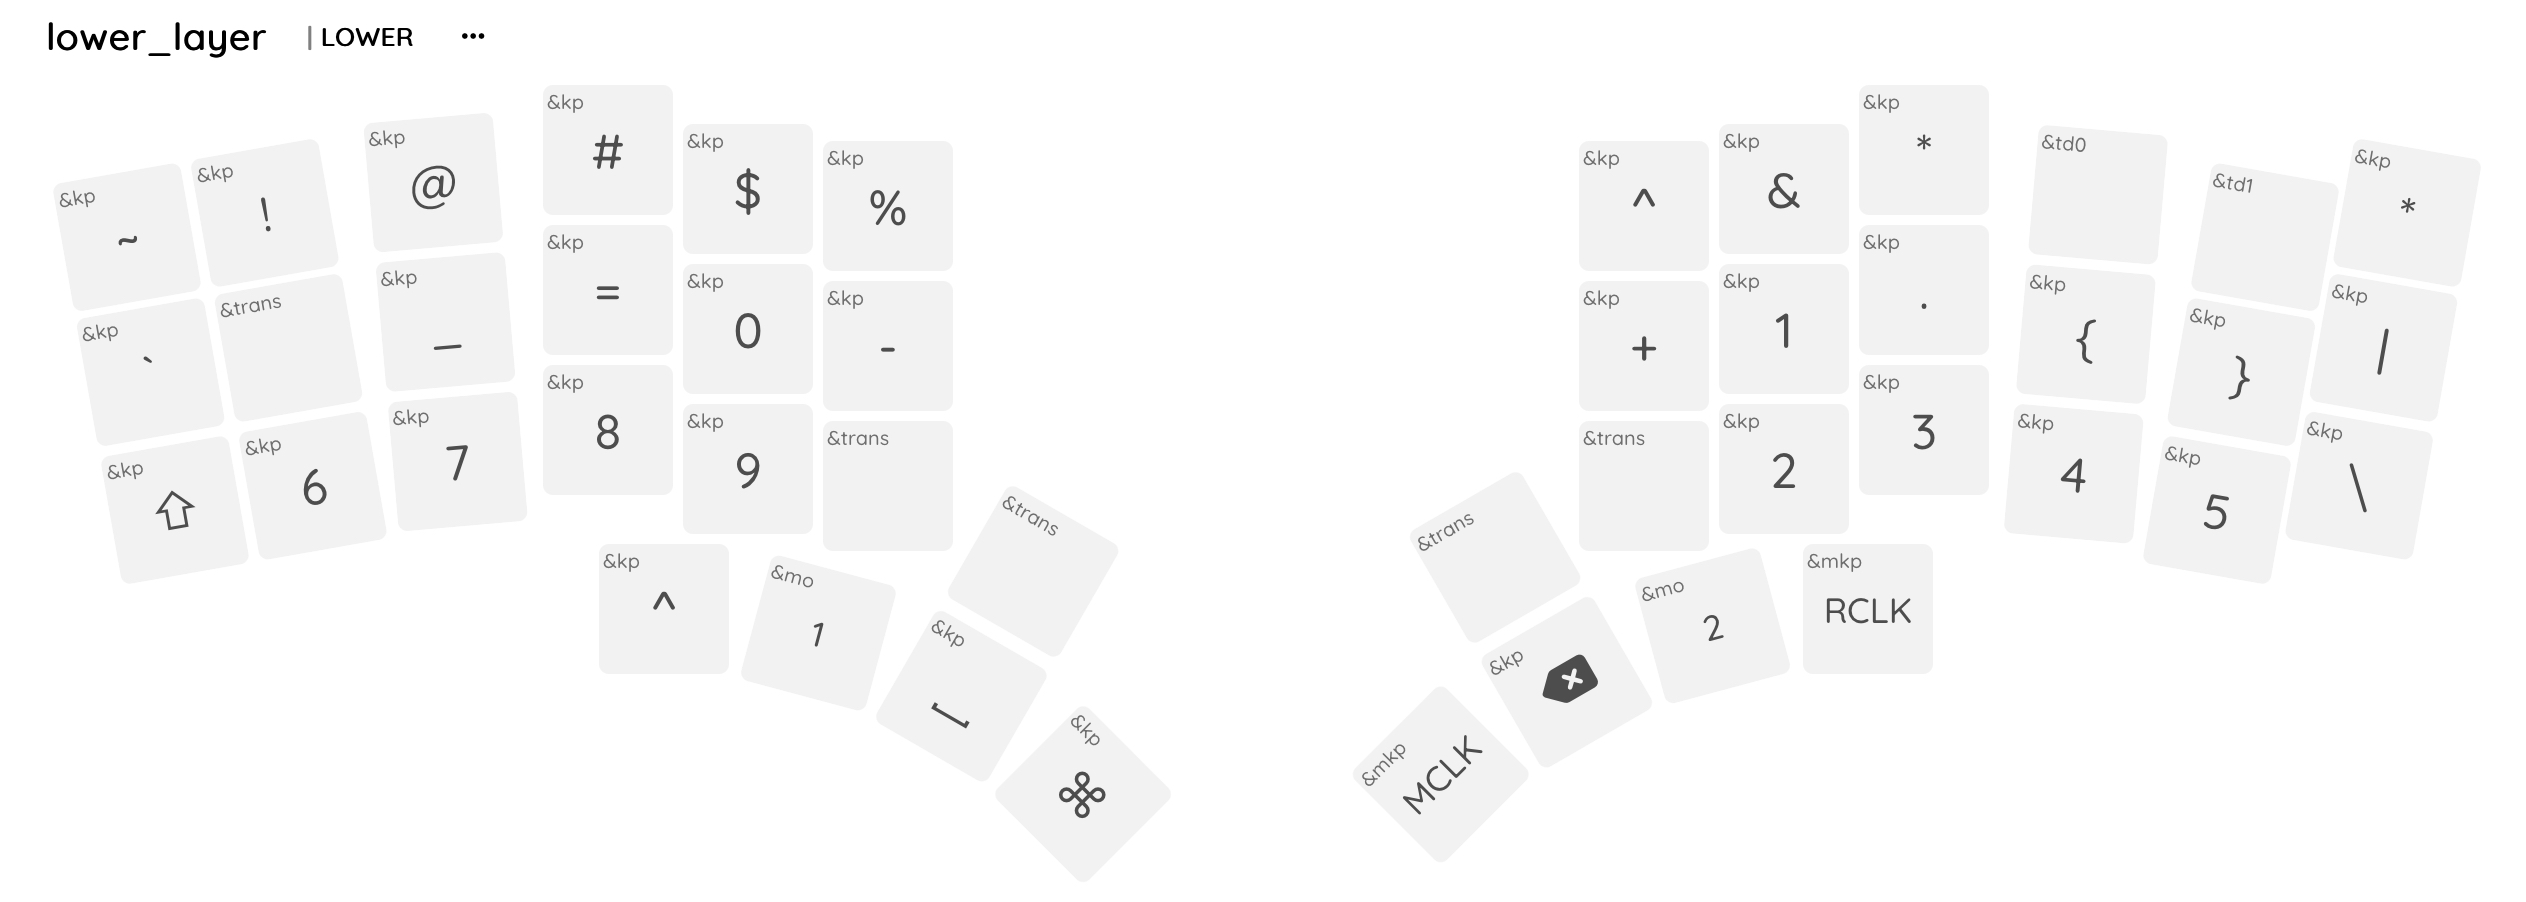 lower_layer | LOWER ...
&kp ~ &kp ! &kp @ &kp # &kp $ &kp % &kp ^ &kp & &kp * &td0 &td1 &kp *
&kp ` &trans &kp _ &kp = &kp 0 &kp - &kp + &kp 1 &kp . &kp { &kp } &kp |
&kp ⇧ &kp 6 &kp 7 &kp 8 &kp 9 &trans &trans &kp 2 &kp 3 &kp 4 &kp 5 &kp \
&trans &trans
&kp ^ &mo 1 &kp ⎵ &kp ⌘ &mkp MCLK &kp ⌫ &mo 2 &mkp RCLK